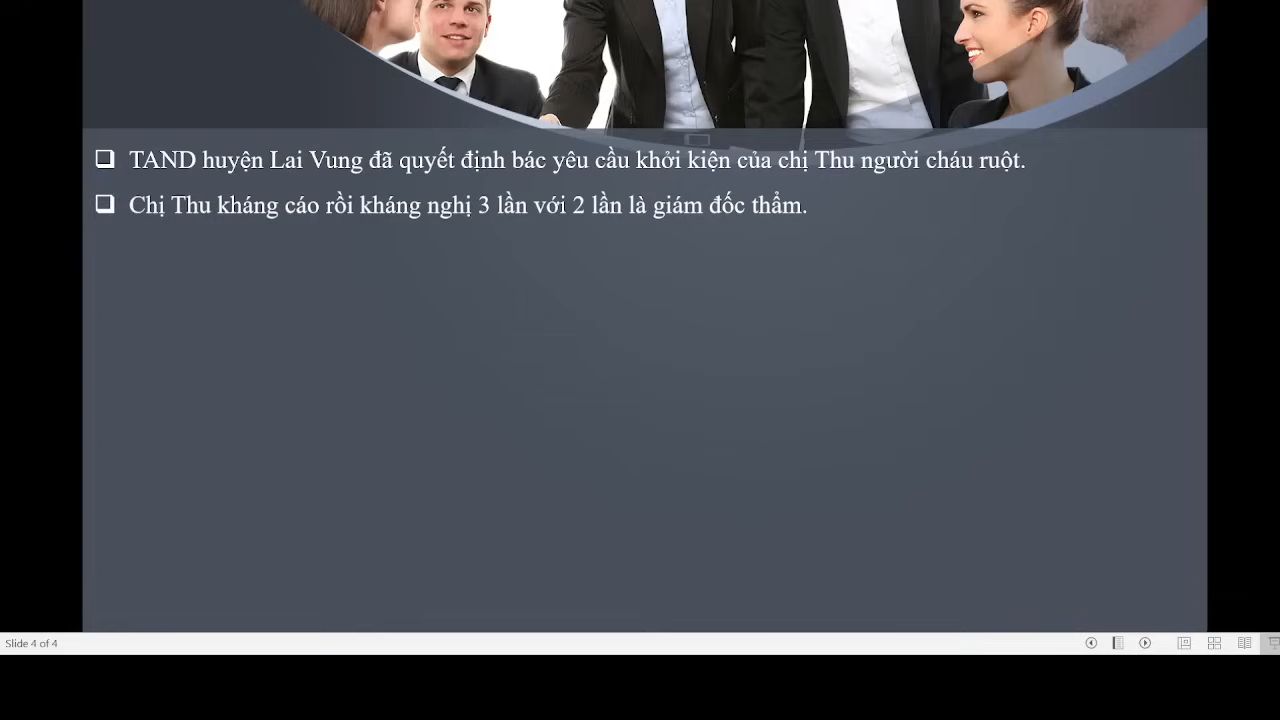 TAND huyện Lai Vung đã quyết định bác yêu cầu khởi kiện của chị Thu người cháu ruột.
Chị Thu kháng cáo rồi kháng nghị 3 lần với 2 lần là giám đốc thẩm.
Slide 4 of 4